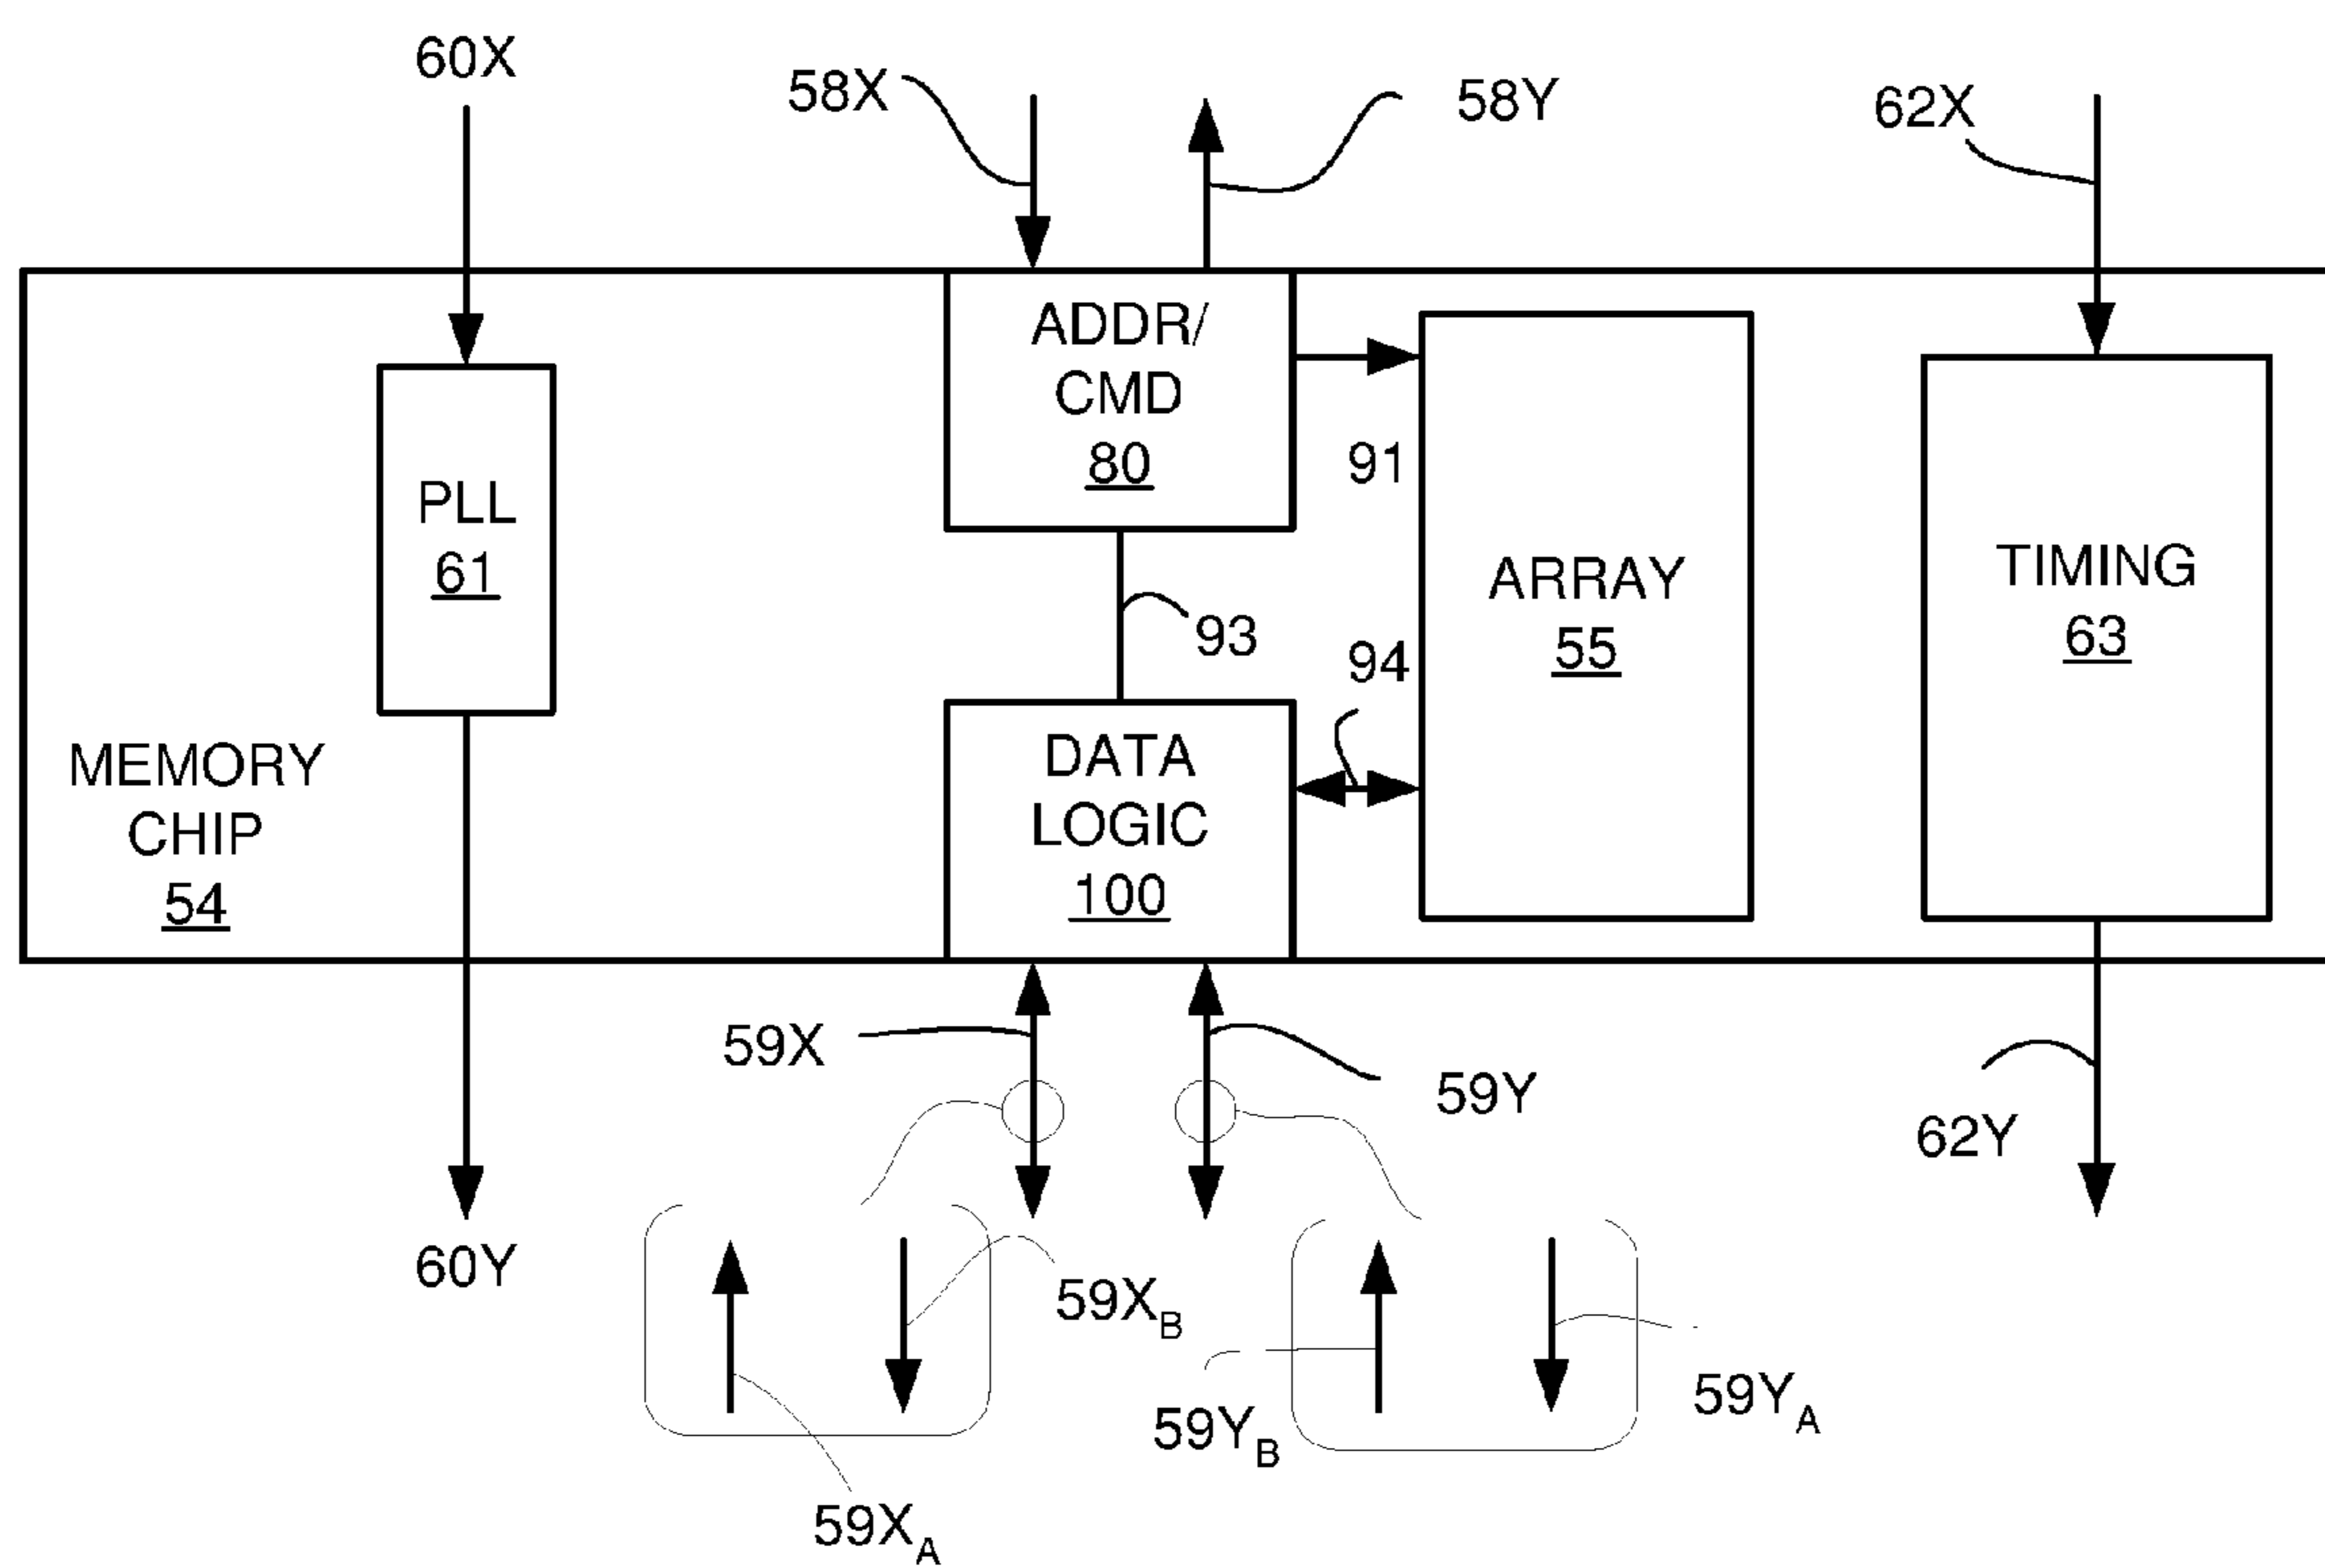 60X
58X
58Y
62X
ADDR/
CMD
80
91
PLL
61
ARRAY
55
TIMING
63
93
94
MEMORY
CHIP
54
DATA
LOGIC
100
59X
59Y
62Y
60Y
59XB
59YB
59YA
59XA